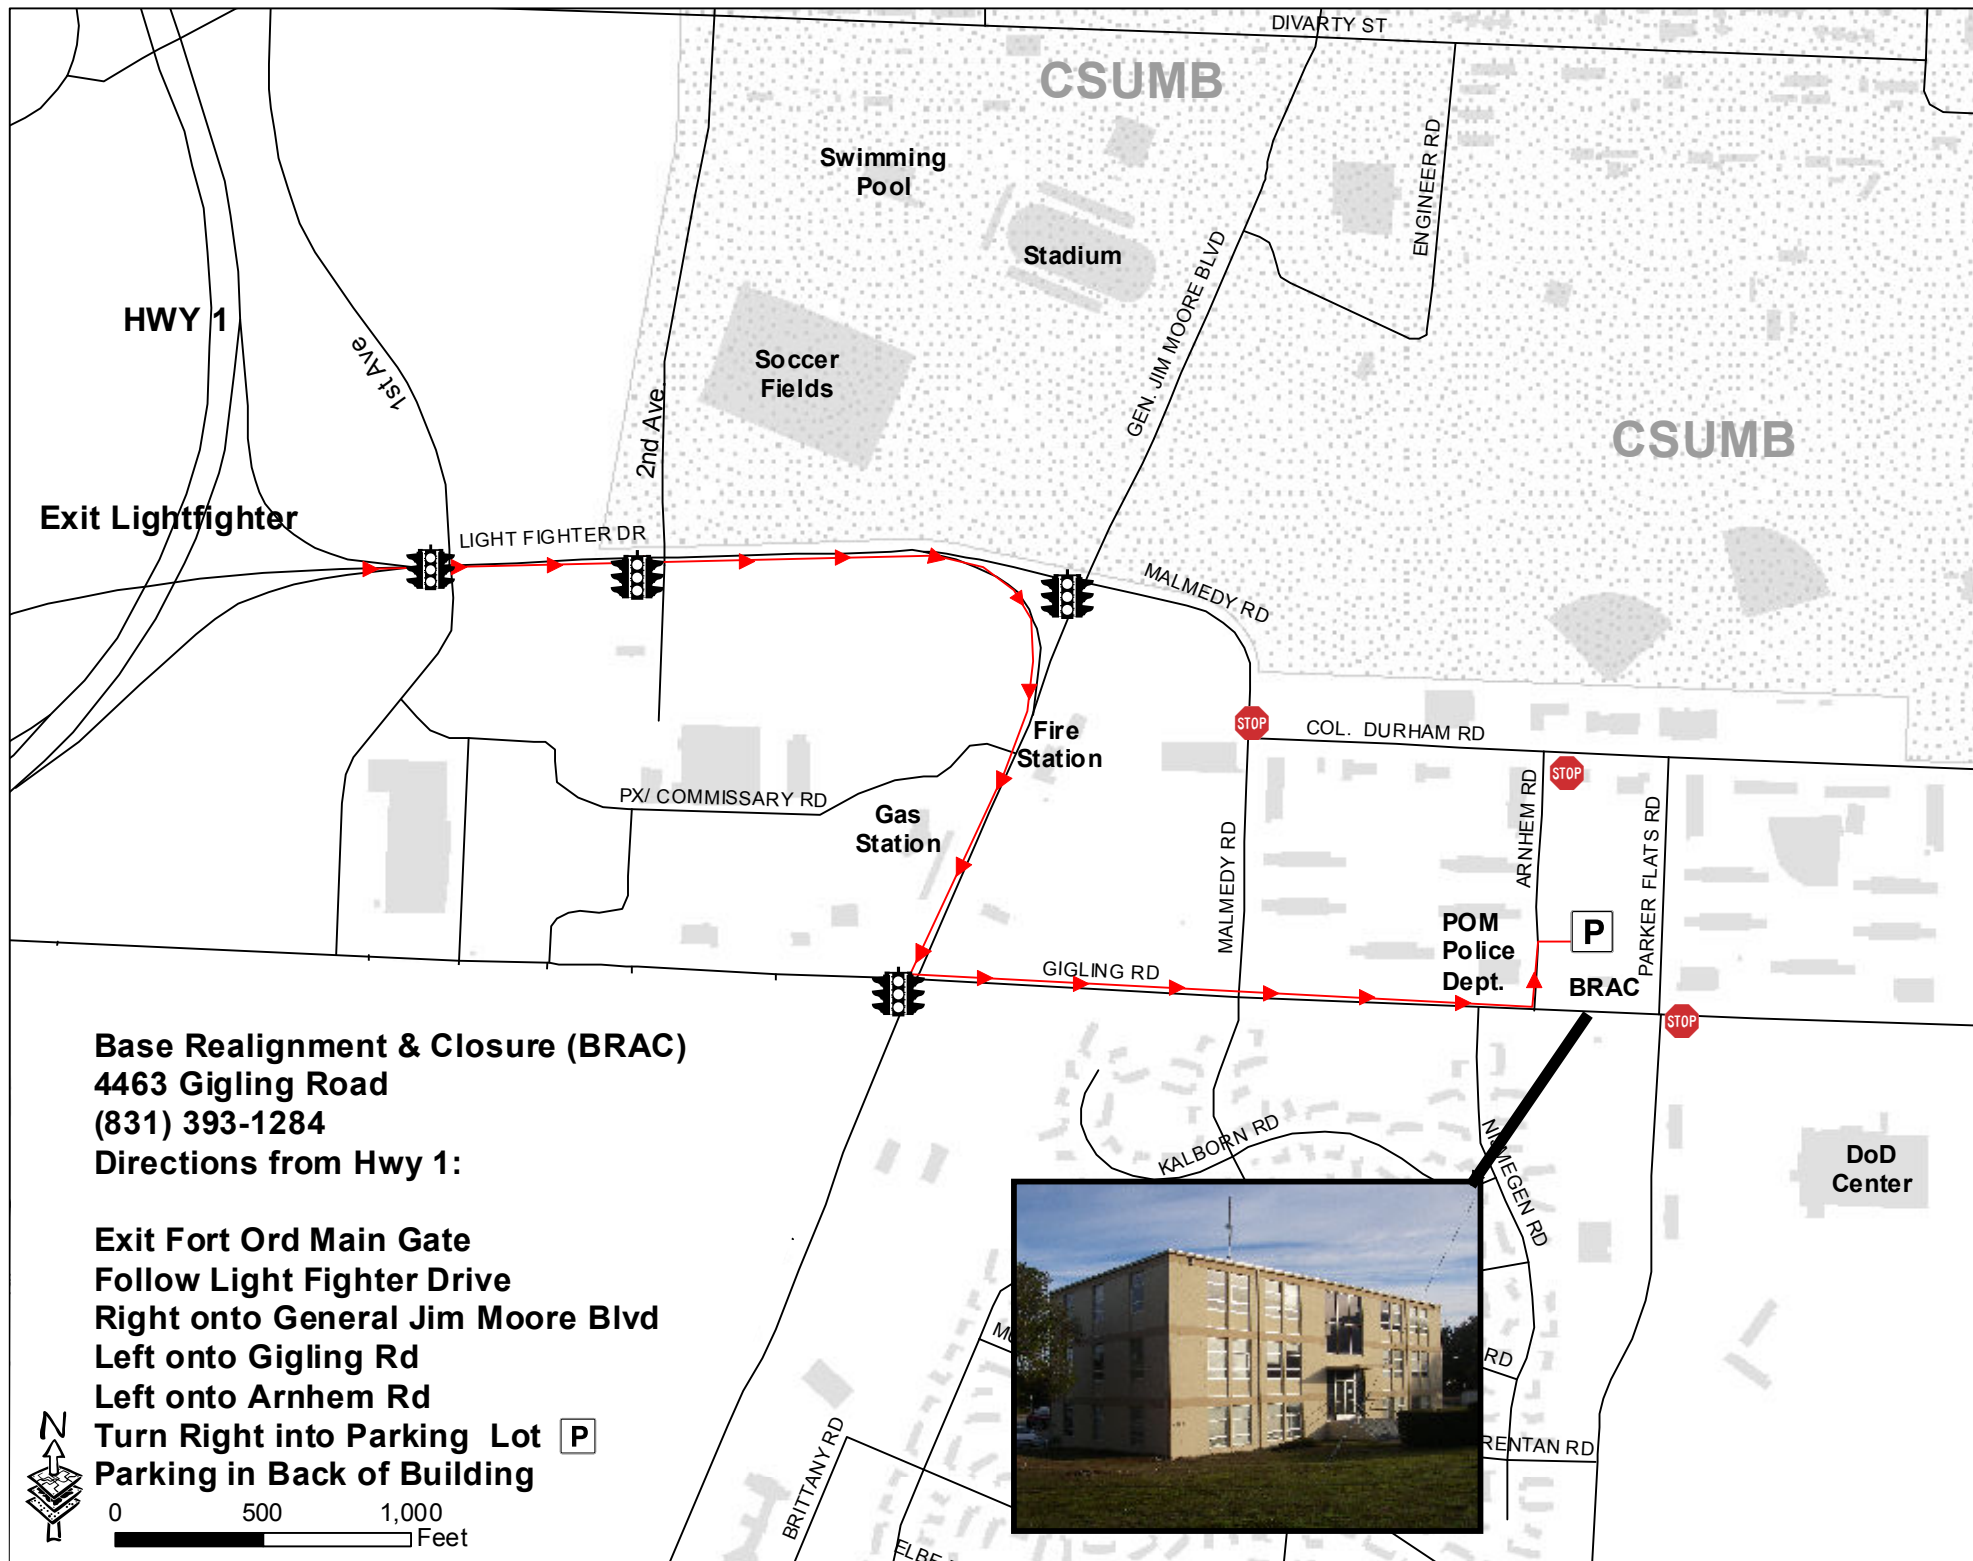 DIVARTY ST
CSUMB
Swimming
Pool
ENGINEER RD
Stadium
GEN. JIM MOORE BLVD
HWY 1
1st Ave
Soccer
Fields
2nd Ave
CSUMB
Exit Lightfighter
LIGHT FIGHTER DR
MALMEDY RD
STOP
COL. DURHAM RD
Fire
Station
STOP
PX/ COMMISSARY RD
Gas
Station
MALMEDY RD
ARNHEM RD
PARKER FLATS RD
POM
Police
Dept.
P
BRAC
GIGLING RD
STOP
Base Realignment & Closure (BRAC)
4463 Gigling Road
(831) 393-1284
Directions from Hwy 1:
KALBORN RD
DoD
Center
Exit Fort Ord Main Gate
Follow Light Fighter Drive
Right onto General Jim Moore Blvd
Left onto Gigling Rd
Left onto Arnhem Rd
Turn Right into Parking Lot P
Parking in Back of Building
RD
RD
RENTAN RD
BRITTANY RD
N
0 500 1,000
Feet